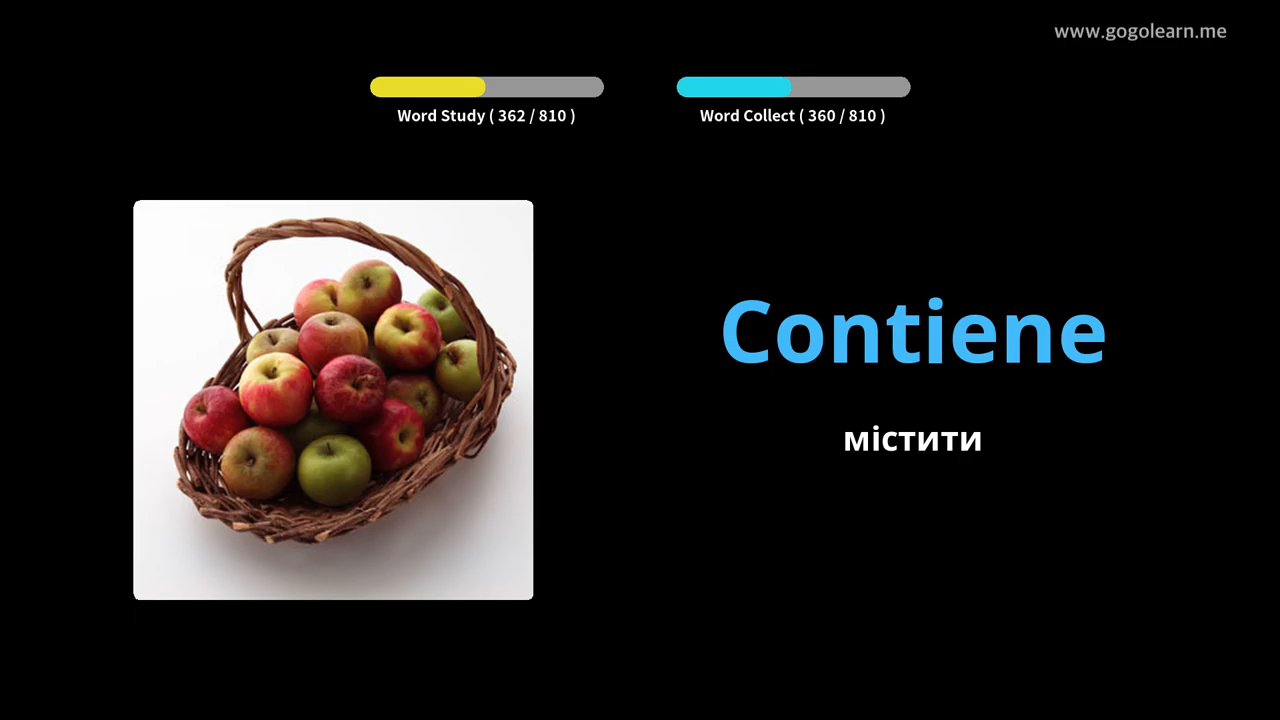 www.gogolearn.me
Word Study ( 362 / 810 )
Word Collect ( 360 / 810 )
Contiene
містити